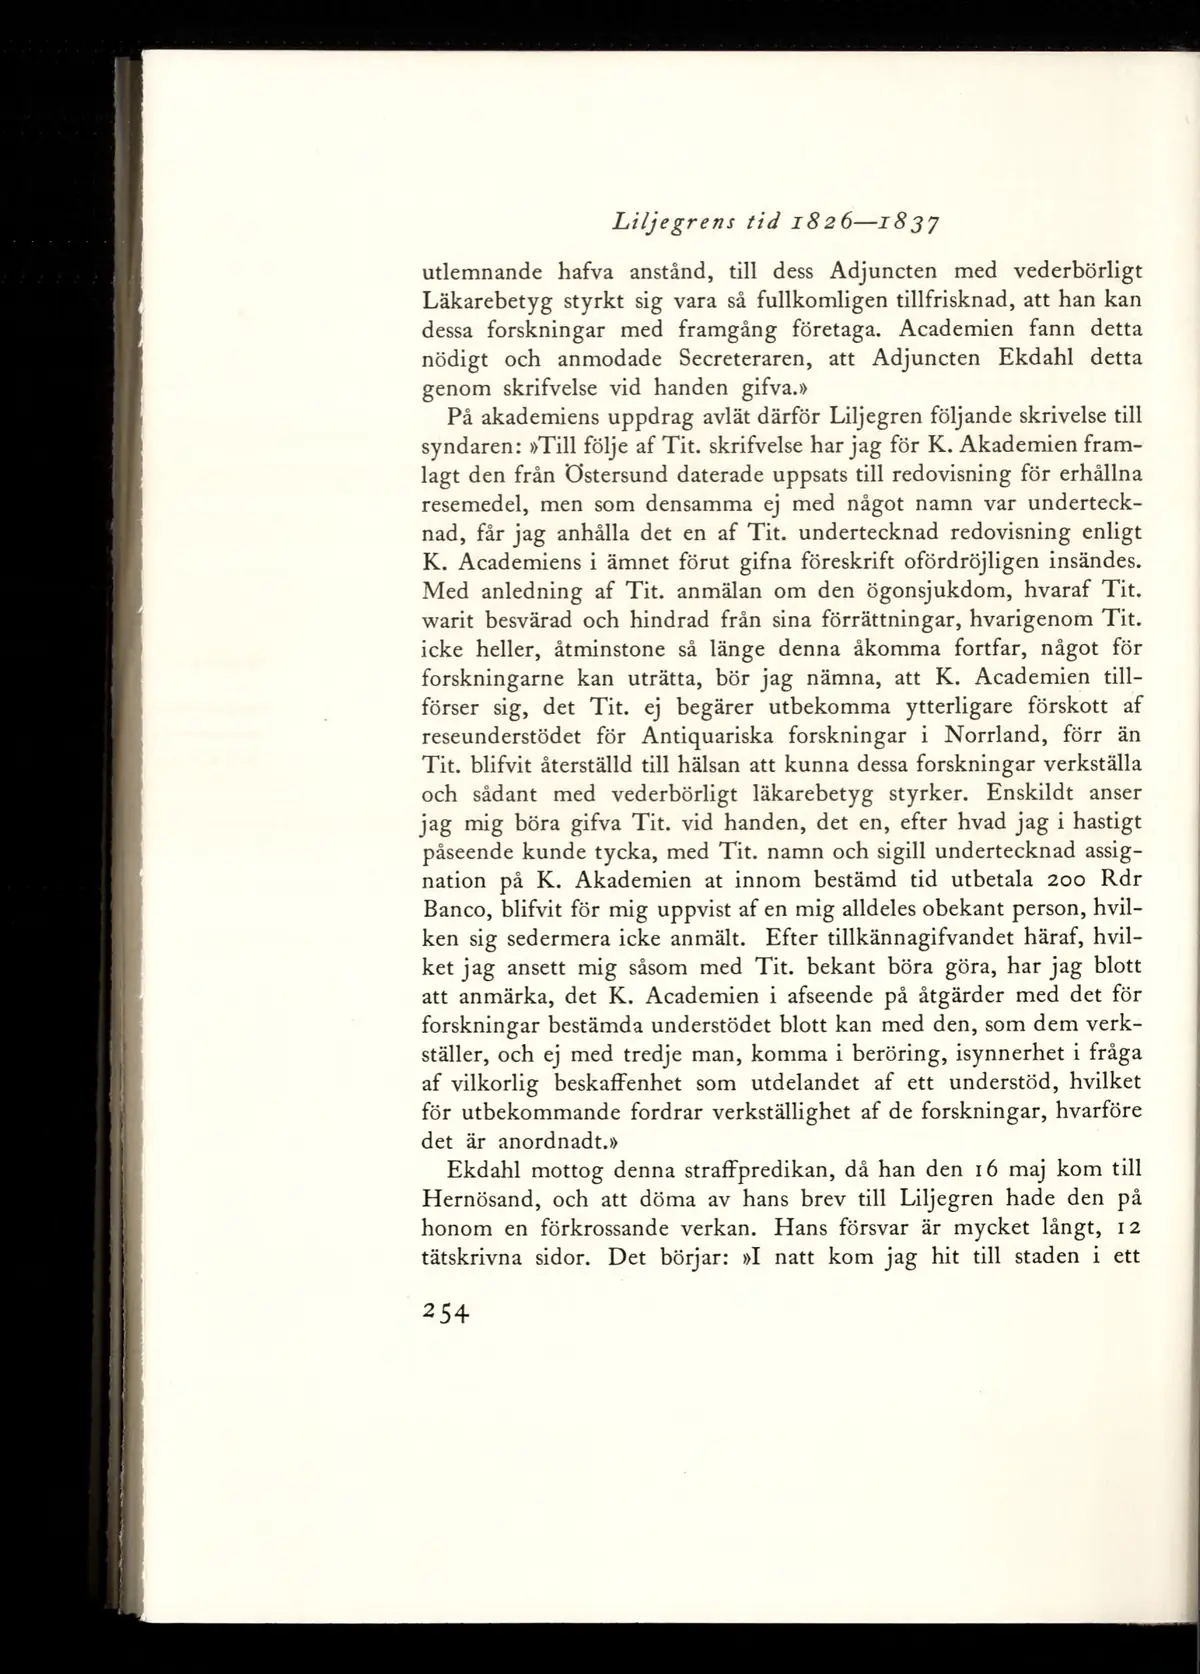 Liljegrens tid 1826—1837
utlemnande hafva anstånd, till dess Adjuncten med vederbörligt
Läkarebetyg styrkt sig vara så fullkomligen tillfrisknad, att han kan
dessa forskningar med framgång företaga. Academien fann detta
nödigt och anmodade Secreteraren, att Adjuncten Ekdahl detta
genom skrifvelse vid handen gifva.»
På akademiens uppdrag avlät därför Liljegren följande skrivelse till
syndaren: »Till följe af Tit. skrifvelse har jag för K. Akademien fram-
lagt den från Östersund daterade uppsats till redovisning för erhållna
resemedel, men som densamma ej med något namn var underteck-
nad, får jag anhålla det en af Tit. undertecknad redovisning enligt
K. Academiens i ämnet förut gifna föreskrift ofördröjligen insändes.
Med anledning af Tit. anmälan om den ögonsjukdom, hvaraf Tit.
warit besvärad och hindrad från sina förrättningar, hvarigenom Tit.
icke heller, åtminstone så länge denna åkomma fortfar, något för
forskningarne kan uträtta, bör jag nämna, att K. Academien till-
förser sig, det Tit. ej begärer utbekomma ytterligare förskott af
reseunderstödet för Antiquariska forskningar i Norrland, förr än
Tit. blifvit återställd till hälsan att kunna dessa forskningar verkställa
och sådant med vederbörligt läkarebetyg styrker. Enskildt anser
jag mig böra gifva Tit. vid handen, det en, efter hvad jag i hastigt
påseende kunde tycka, med Tit. namn och sigill undertecknad assig-
nation på K. Akademien at innom bestämd tid utbetala 200 Rdr
Banco, blifvit för mig uppvist af en mig alldeles obekant person, hvil-
ken sig sedermera icke anmält. Efter tillkännagifvandet häraf, hvil-
ket jag ansett mig såsom med Tit. bekant böra göra, har jag blott
att anmärka, det K. Academien i afseende på åtgärder med det för
forskningar bestämda understödet blott kan med den, som dem verk-
ställer, och ej med tredje man, komma i beröring, isynnerhet i fråga
af vilkorlig beskaffenhet som utdelandet af ett understöd, hvilket
för utbekommande fordrar verkställighet af de forskningar, hvarföre
det är anordnadt.»
Ekdahl mottog denna straffpredikan, då han den 16 maj kom till
Hernösand, och att döma av hans brev till Liljegren hade den på
honom en förkrossande verkan. Hans försvar är mycket långt, 12
tätskrivna sidor. Det börjar: »I natt kom jag hit till staden i ett
254